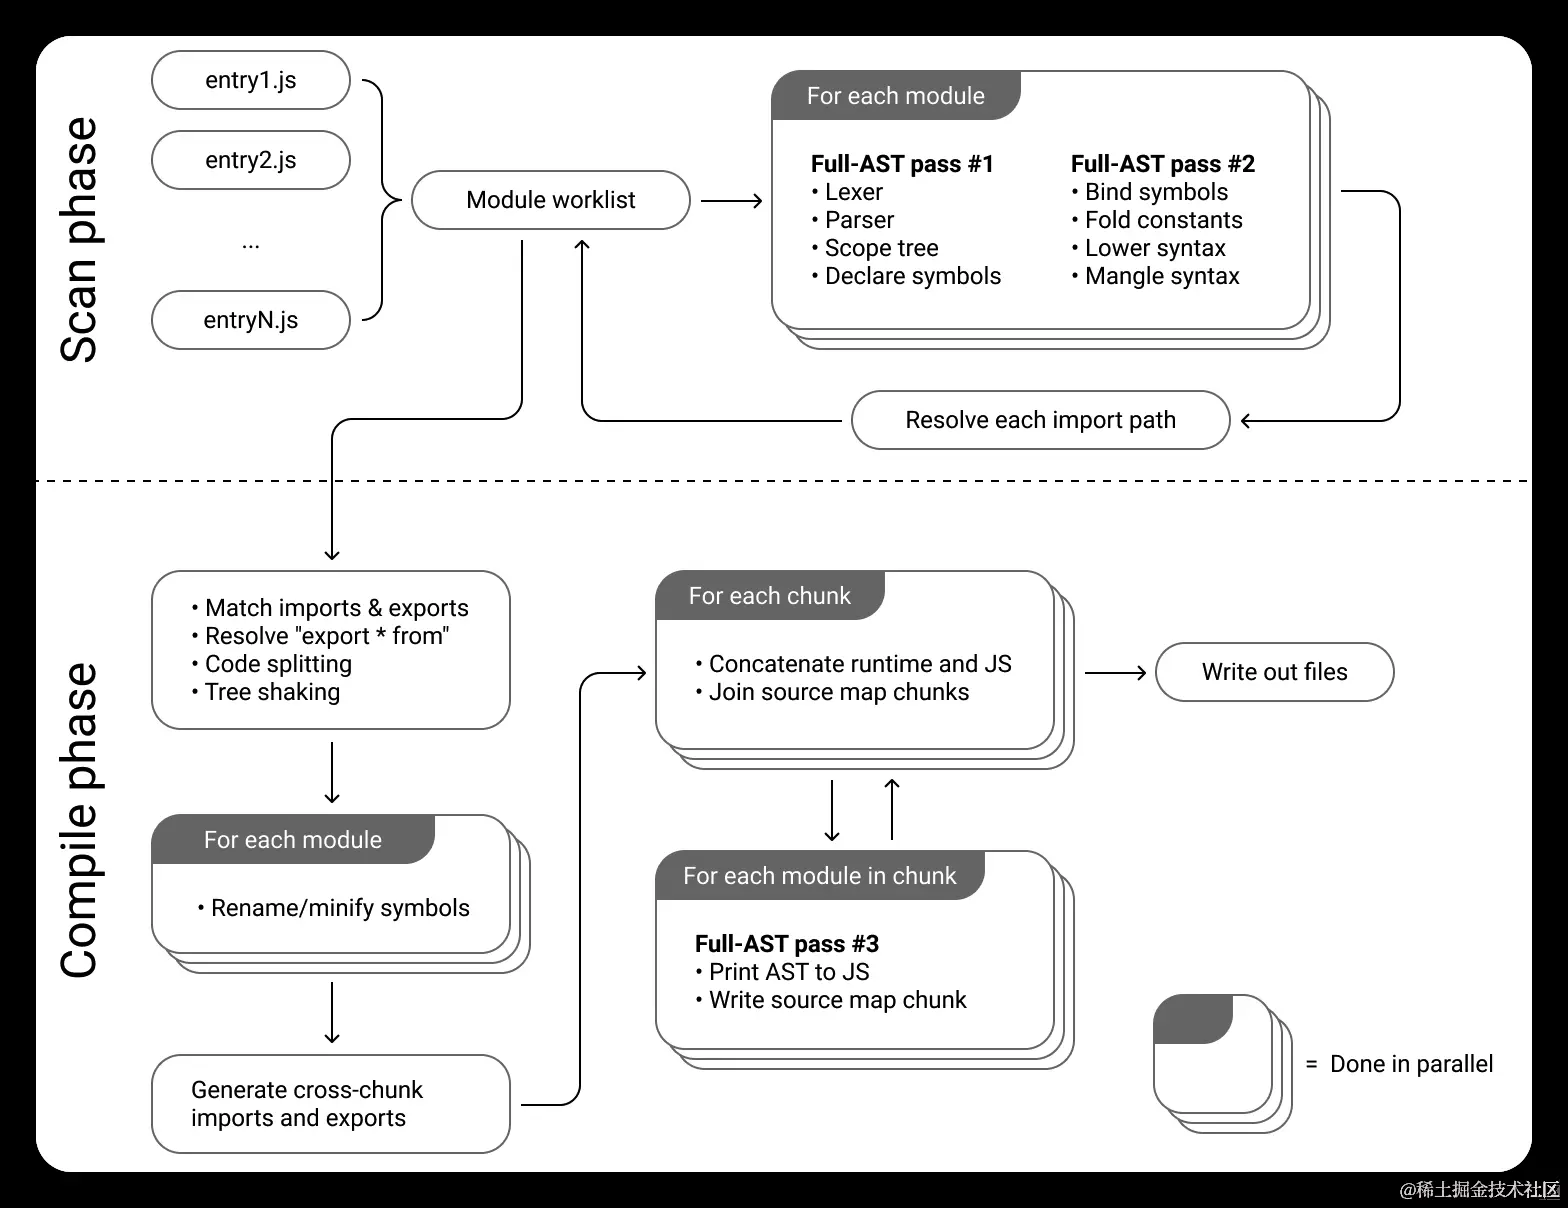 Scan phase
entry1.js
entry2.js
...
entryN.js
Module worklist
For each module
Full-AST pass #1
• Lexer
• Parser
• Scope tree
• Declare symbols
Full-AST pass #2
• Bind symbols
• Fold constants
• Lower syntax
• Mangle syntax
Resolve each import path
Compile phase
• Match imports & exports
• Resolve "export * from"
• Code splitting
• Tree shaking
For each module
• Rename/minify symbols
Generate cross-chunk
imports and exports
For each chunk
• Concatenate runtime and JS
• Join source map chunks
For each module in chunk
Full-AST pass #3
• Print AST to JS
• Write source map chunk
Write out files
= Done in parallel
@稀土掘金技术社区